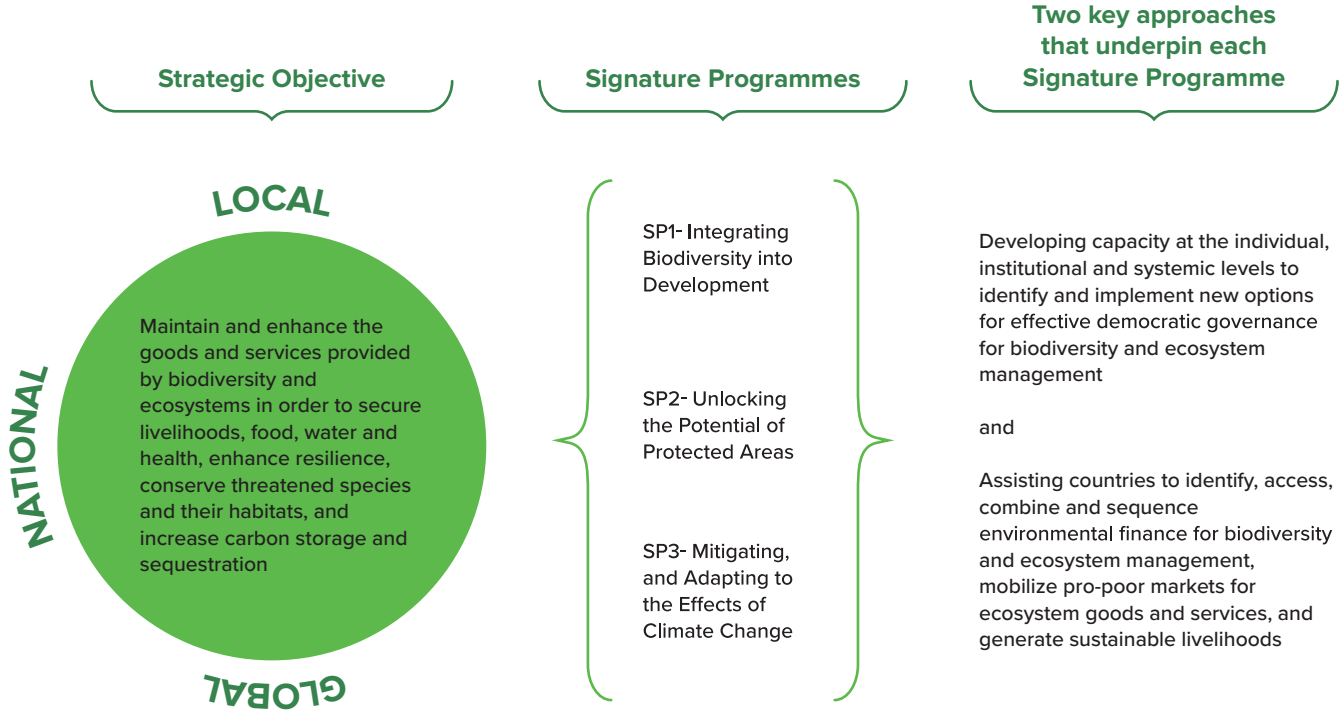 Strategic Objective
LOCAL
NATIONAL
Maintain and enhance the
goods and services provided
by biodiversity and
ecosystems in order to secure
livelihoods, food, water and
health, enhance resilience,
conserve threatened species
and their habitats, and
increase carbon storage and
sequestration
GLOBAL
Signature Programmes
SP1- Integrating
Biodiversity into
Development
SP2- Unlocking
the Potential of
Protected Areas
SP3- Mitigating,
and Adapting to
the Effects of
Climate Change
Two key approaches
that underpin each
Signature Programme
Developing capacity at the individual,
institutional and systemic levels to
identify and implement new options
for effective democratic governance
for biodiversity and ecosystem
management
and
Assisting countries to identify, access,
combine and sequence
environmental finance for biodiversity
and ecosystem management,
mobilize pro-poor markets for
ecosystem goods and services, and
generate sustainable livelihoods